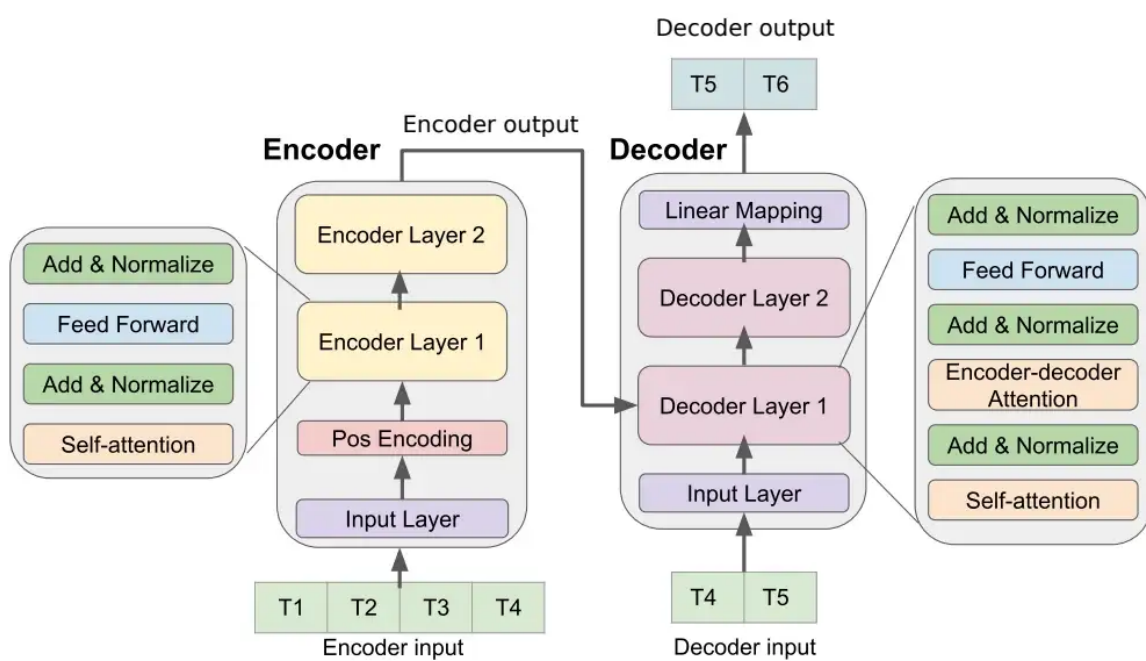 Decoder output
T5 T6
Encoder output
Encoder
Decoder
Encoder Layer 2
Encoder Layer 1
Pos Encoding
Input Layer
T1 T2 T3 T4
Encoder input
Add & Normalize
Feed Forward
Add & Normalize
Self-attention
Linear Mapping
Decoder Layer 2
Decoder Layer 1
Input Layer
T4 T5
Decoder input
Add & Normalize
Feed Forward
Add & Normalize
Encoder-decoder
Attention
Add & Normalize
Self-attention